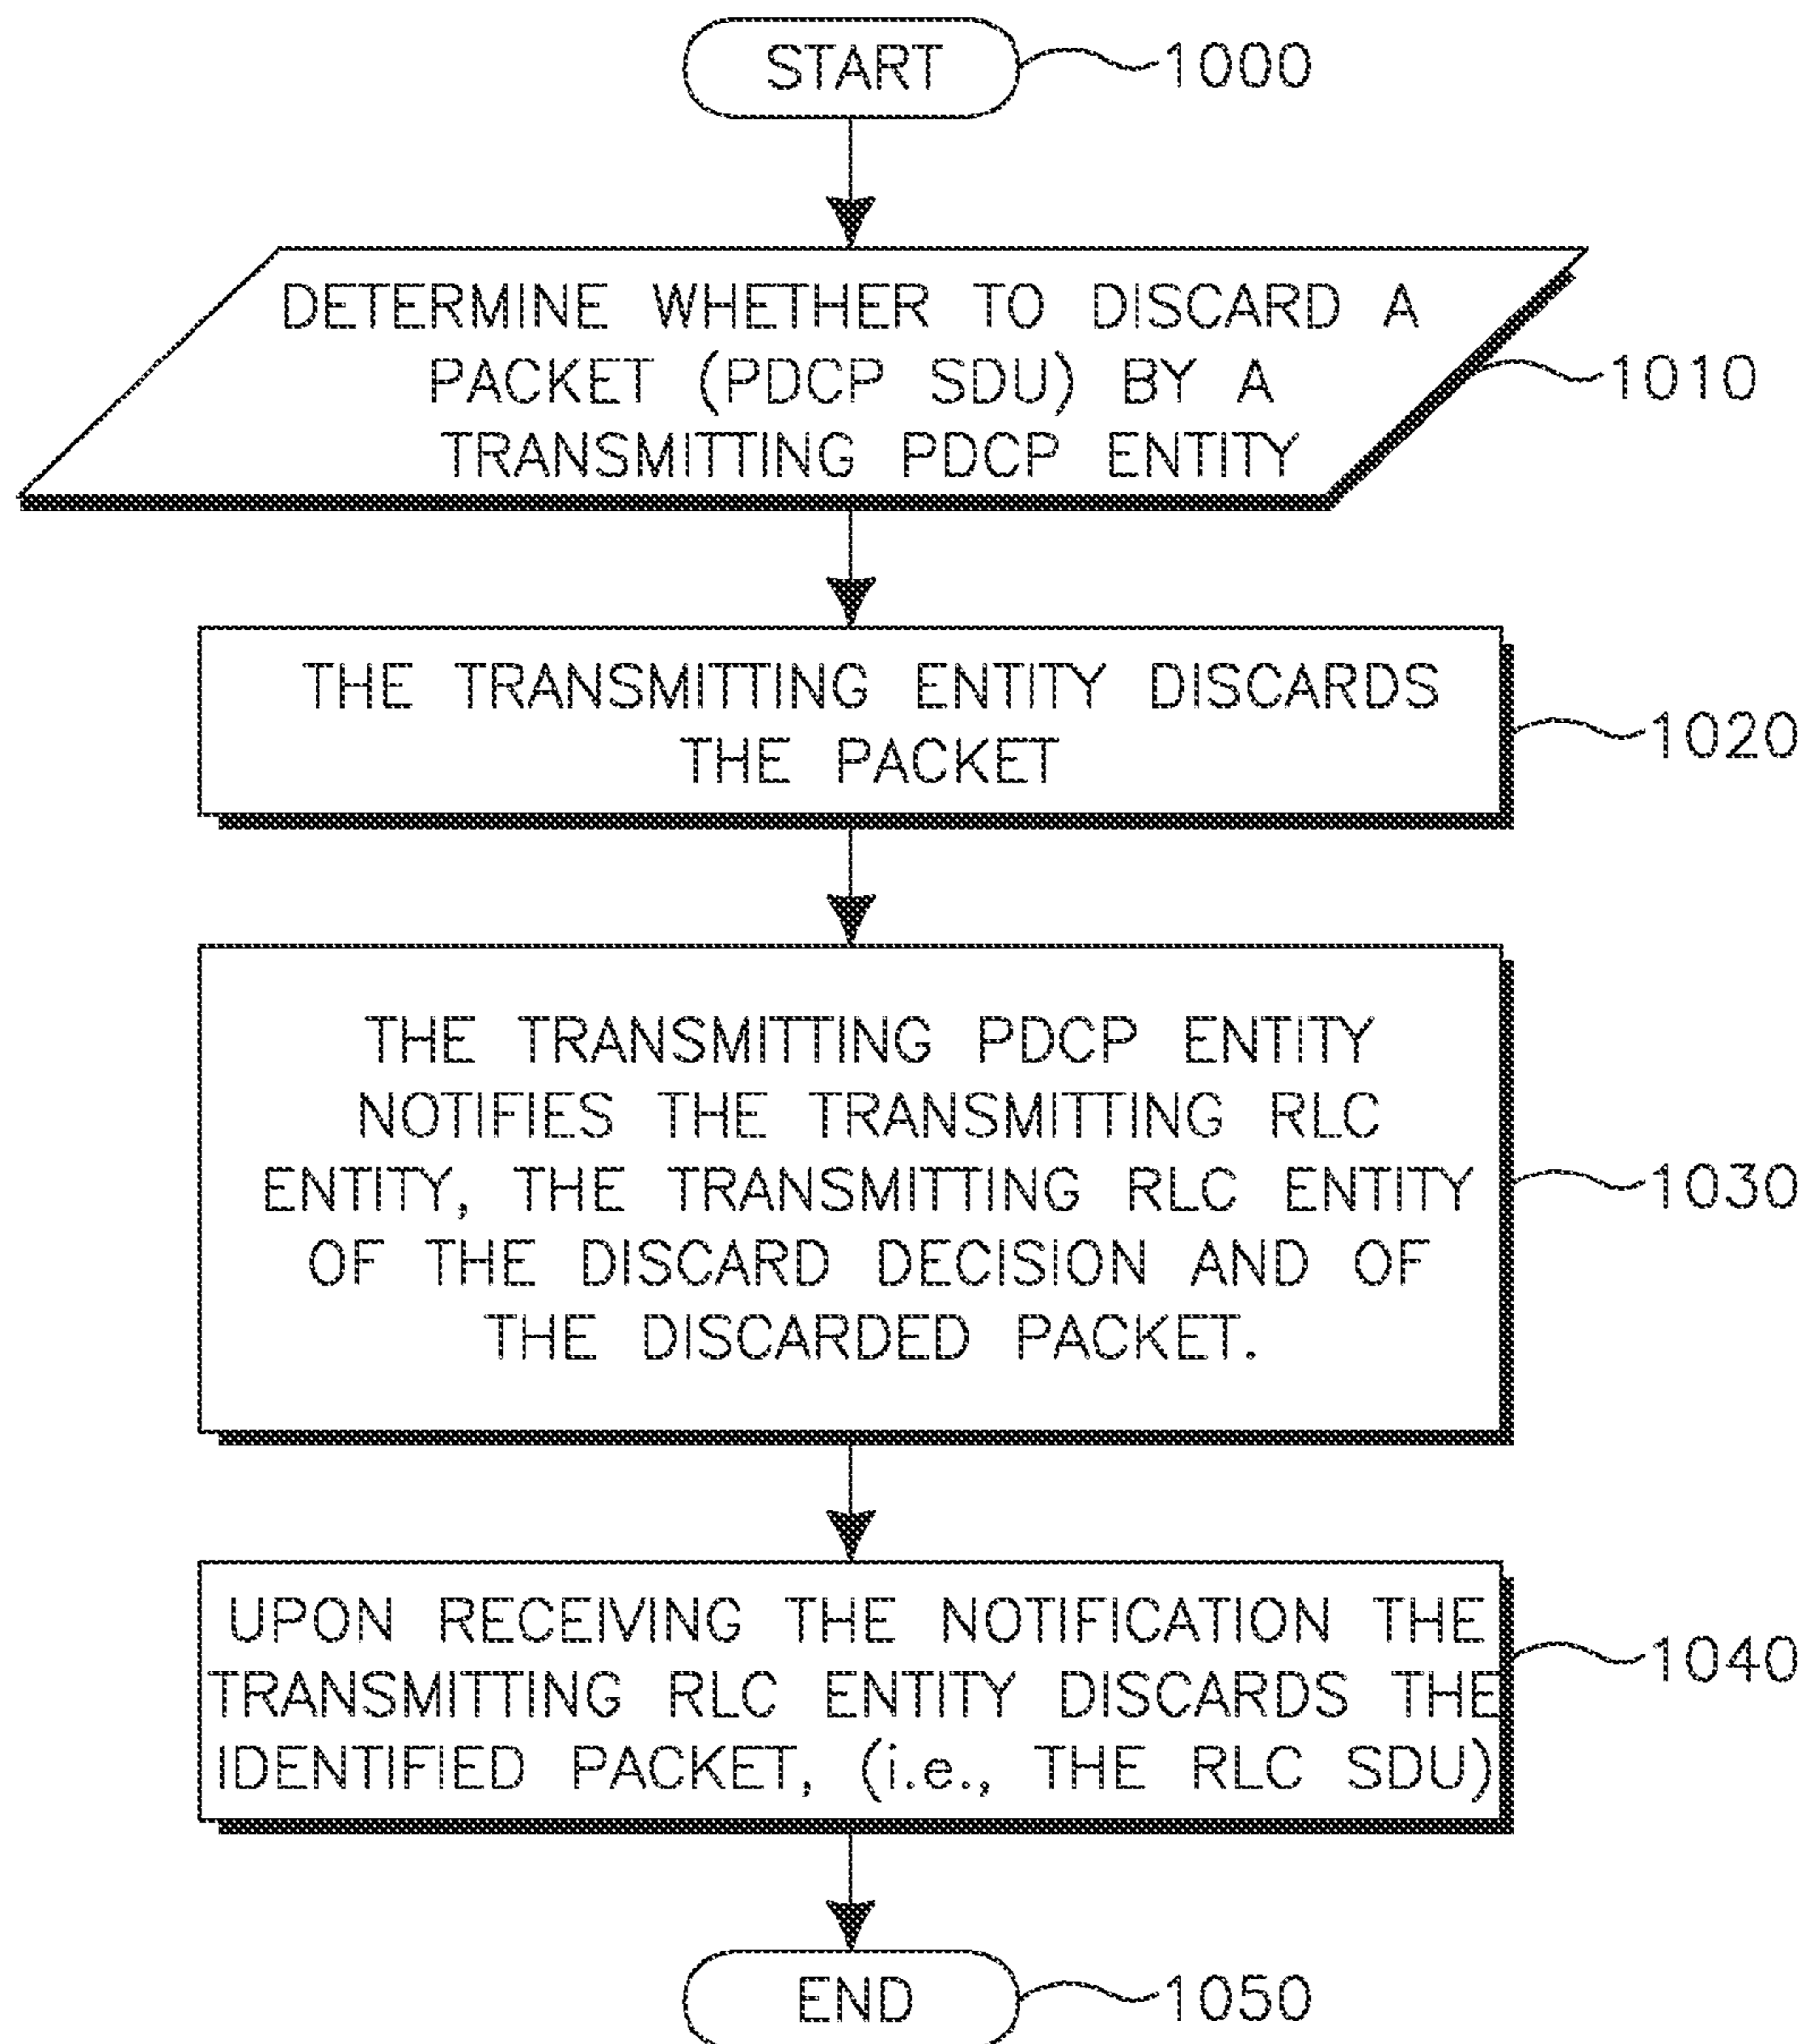 START
1000
DETERMINE WHETHER TO DISCARD A
PACKET (PDCP SDU) BY A
TRANSMITTING PDCP ENTITY
1010
THE TRANSMITTING ENTITY DISCARDS
THE PACKET
1020
THE TRANSMITTING PDCP ENTITY
NOTIFIES THE TRANSMITTING RLC
ENTITY, THE TRANSMITTING RLC ENTITY
OF THE DISCARD DECISION AND OF
THE DISCARDED PACKET.
1030
UPON RECEIVING THE NOTIFICATION THE
TRANSMITTING RLC ENTITY DISCARDS THE
IDENTIFIED PACKET, (i.e., THE RLC SDU)
1040
END
1050